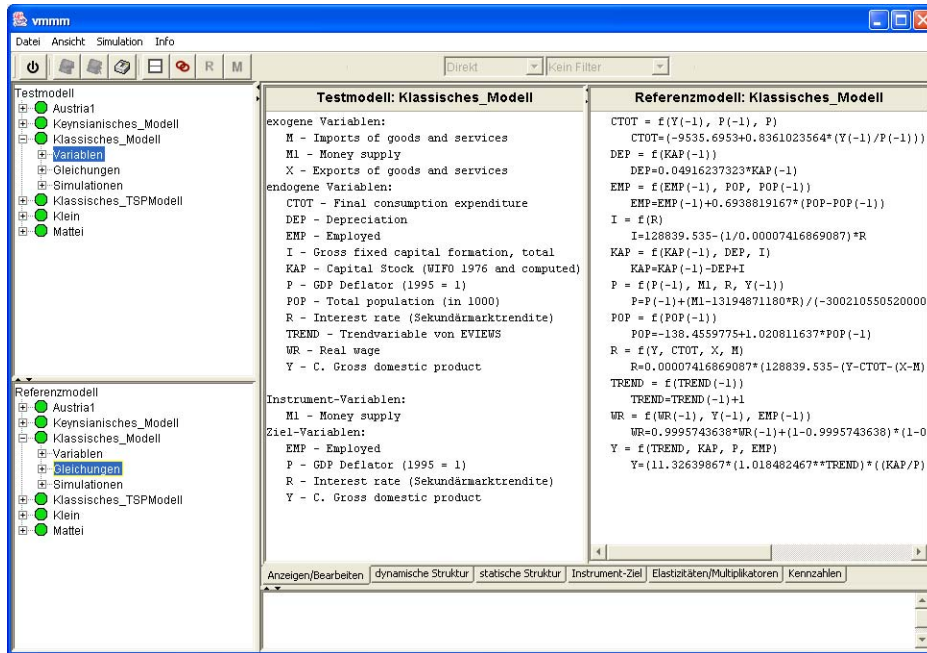 vmmm
Datei Ansicht Simulation Info
R M
Direkt Kein Filter
Testmodell
Austria1
Keynsianisches_Modell
Klassisches_Modell
Variablen
Gleichungen
Simulationen
Klassisches_TSPModell
Klein
Mattei
Referenzmodell
Austria1
Keynsianisches_Modell
Klassisches_Modell
Variablen
Gleichungen
Simulationen
Klassisches_TSPModell
Klein
Mattei
Testmodell: Klassisches_Modell
exogene Variablen:
M - Imports of goods and services
M1 - Money supply
X - Exports of goods and services
endogene Variablen:
CTOT - Final consumption expenditure
DEP - Depreciation
EMP - Employed
I - Gross fixed capital formation, total
KAP - Capital Stock (WIFO 1976 and computed)
P - GDP Deflator (1995 = 1)
POP - Total population (in 1000)
R - Interest rate (Sekundärmarktrendite)
TREND - Trendvariable von EVIEWS
WR - Real wage
Y - C. Gross domestic product
Instrument-Variablen:
M1 - Money supply
Ziel-Variablen:
EMP - Employed
P - GDP Deflator (1995 = 1)
R - Interest rate (Sekundärmarktrendite)
Y - C. Gross domestic product
Referenzmodell: Klassisches_Modell
CTOT = f(Y(-1), P(-1), P)
CTOT=(-9535.6953+0.8361023564*(Y(-1)/P(-1)))
DEP = f(KAP(-1))
DEP=0.04916237323*KAP(-1)
EMP = f(EMP(-1), POP, POP(-1))
EMP=EMP(-1)+0.6938819167*(POP-POP(-1))
I = f(R)
I=128839.535-(1/0.00007416869087)*R
KAP = f(KAP(-1), DEP, I)
KAP=KAP(-1)-DEP+I
P = f(P(-1), M1, R, Y(-1))
P=P(-1)+(M1-13194871180*R)/(-300210550520000
POP = f(POP(-1))
POP=-138.4559775+1.020811637*POP(-1)
R = f(Y, CTOT, X, M)
R=0.00007416869087*(128839.535-(Y-CTOT-(X-M)
TREND = f(TREND(-1))
TREND=TREND(-1)+1
WR = f(WR(-1), Y(-1), EMP(-1))
WR=0.9995743638*WR(-1)+(1-0.9995743638)*(1-0
Y = f(TREND, KAP, P, EMP)
Y=(11.32639867*(1.018482467**TREND)*((KAP/P)
Anzeigen/Bearbeiten dynamische Struktur statische Struktur Instrument-Ziel Elastizitäten/Multiplikatoren Kennzahlen